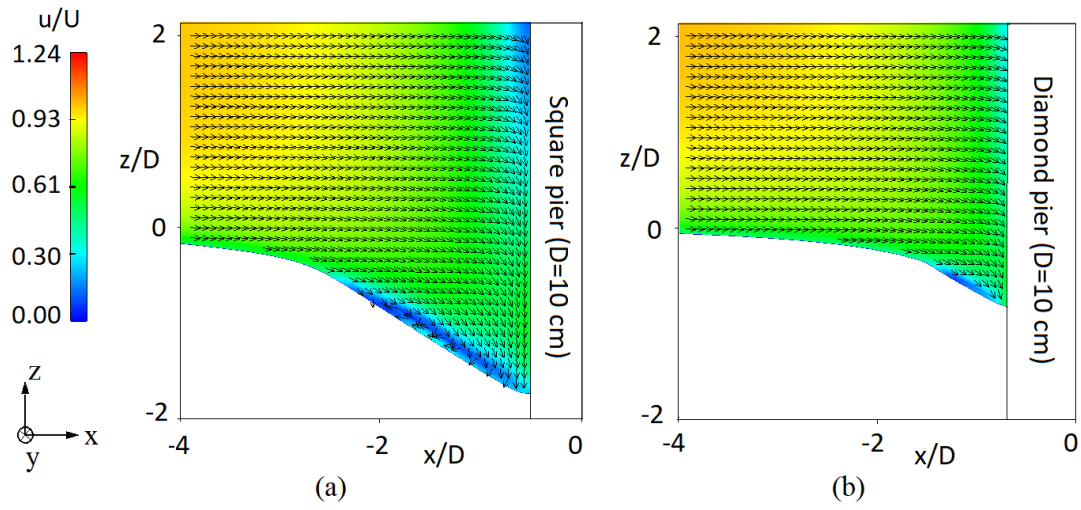 u/U
1.24
0.93
0.61
0.30
0.00
z
x
y
2
z/D
0
-2
-4
-2
0
x/D
Square pier (D=10 cm)
(a)
2
z/D
0
-2
-4
-2
0
x/D
Diamond pier (D=10 cm)
(b)